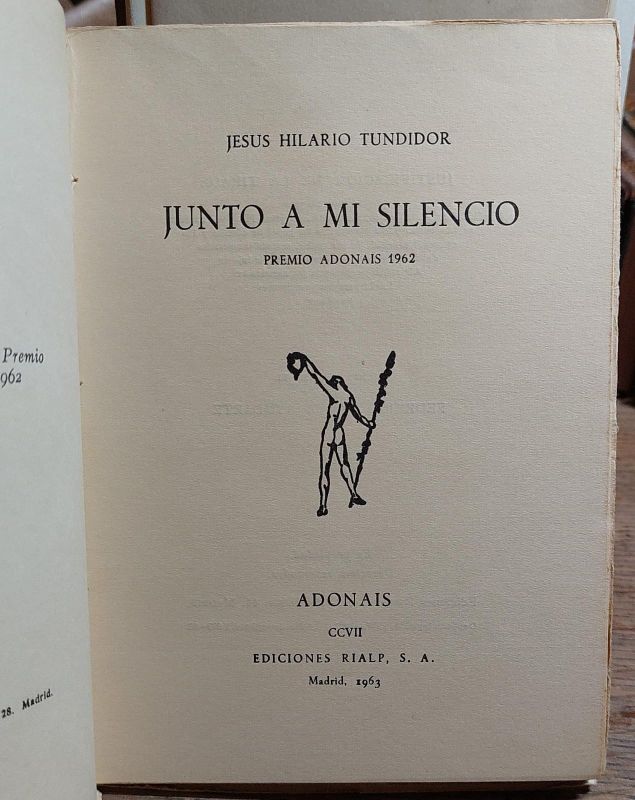 Premio
962
28. Madrid.
JESUS HILARIO TUNDIDOR
JUNTO A MI SILENCIO
PREMIO ADONAIS 1962
ADONAIS
CCVII
EDICIONES RIALP, S. A.
Madrid, 1963